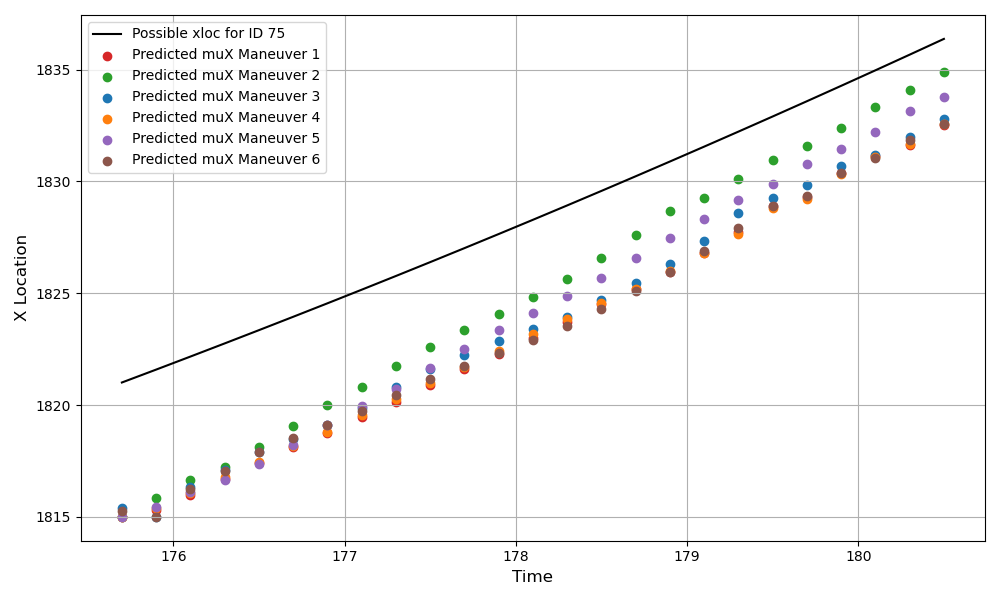 Possible xloc for ID 75
Predicted muX Maneuver 1
Predicted muX Maneuver 2
Predicted muX Maneuver 3
Predicted muX Maneuver 4
Predicted muX Maneuver 5
Predicted muX Maneuver 6
X Location
1835
1830
1825
1820
1815
176 177 178 179 180
Time